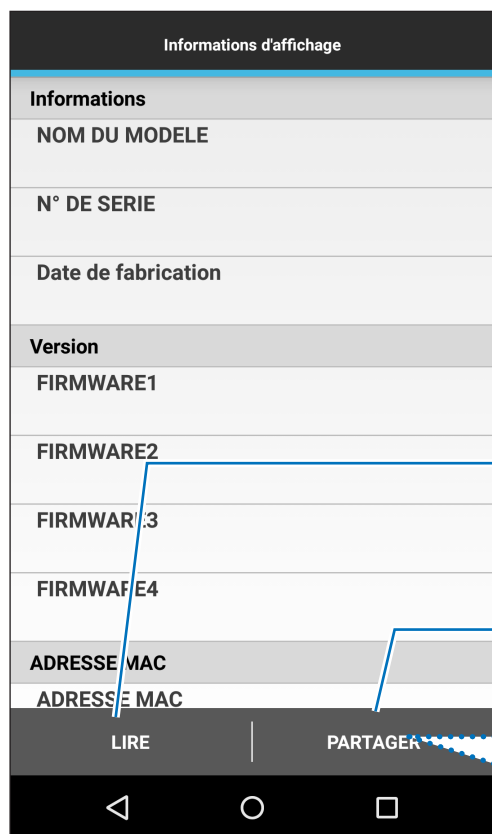 Informations d'affichage
Informations
NOM DU MODELE
N° DE SERIE
Date de fabrication
Version
FIRMWARE1
FIRMWARE2
FIRMWARE3
FIRMWARE4
ADRESSE MAC
ADRESSE MAC
LIRE
PARTAGER